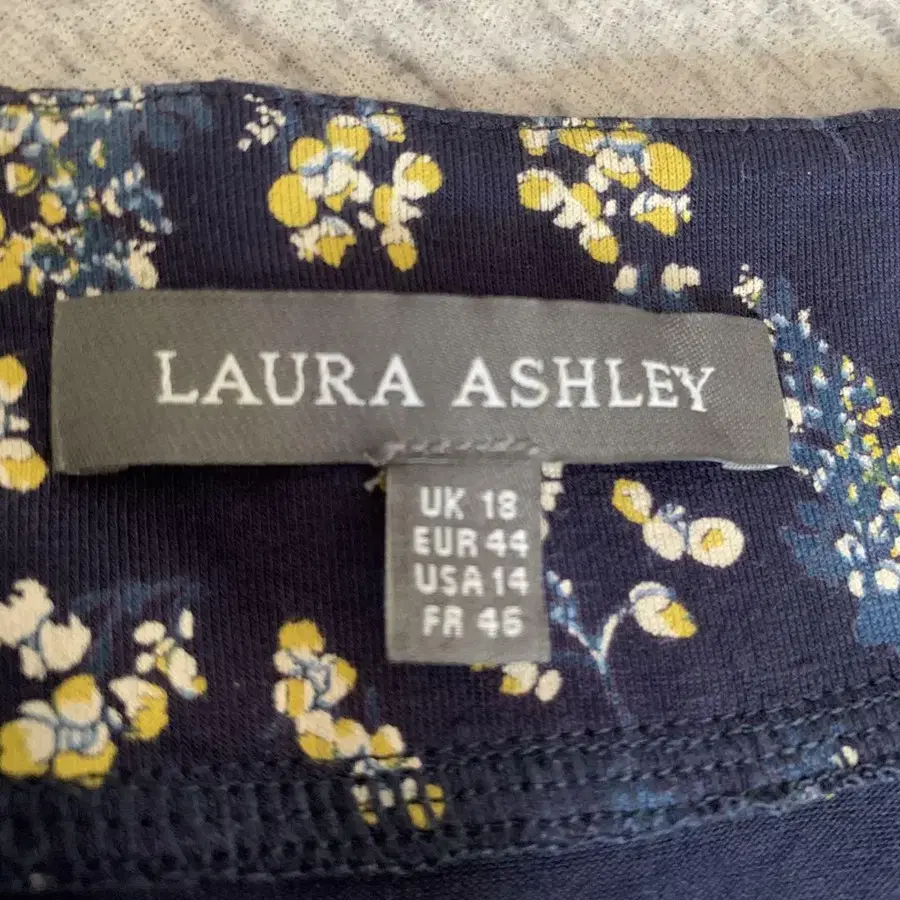 LAURA ASHLEY
UK 18
EUR 44
USA 14
FR 46